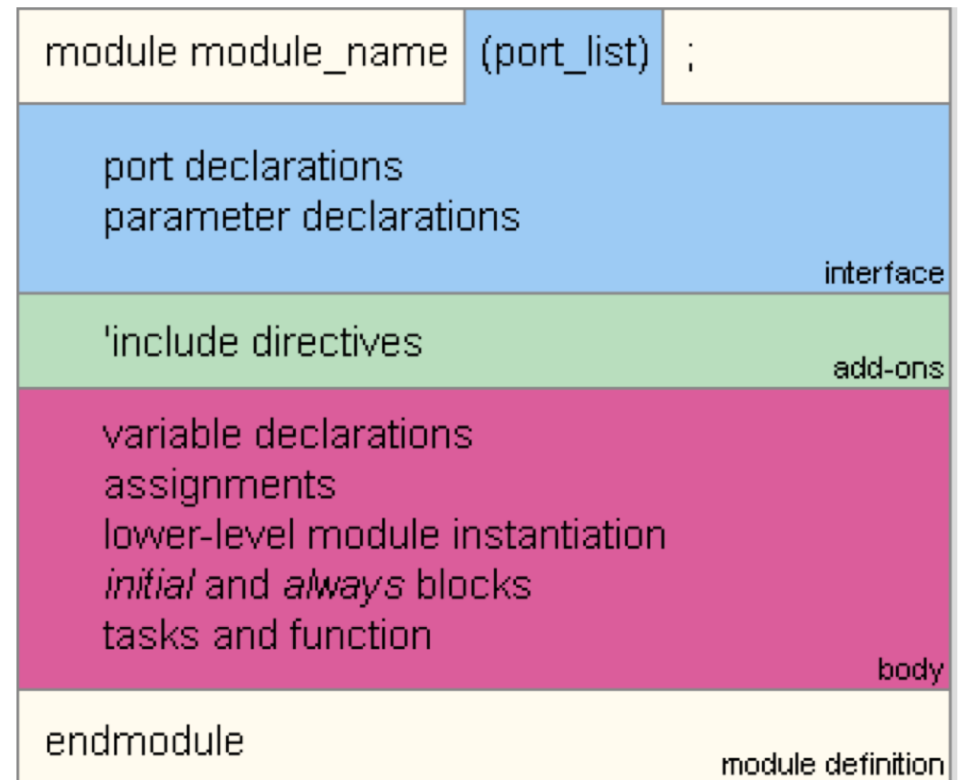 module module_name (port_list) ;
port declarations
parameter declarations
interface
'include directives
add-ons
variable declarations
assignments
lower-level module instantiation
initial and always blocks
tasks and function
body
endmodule
module definition